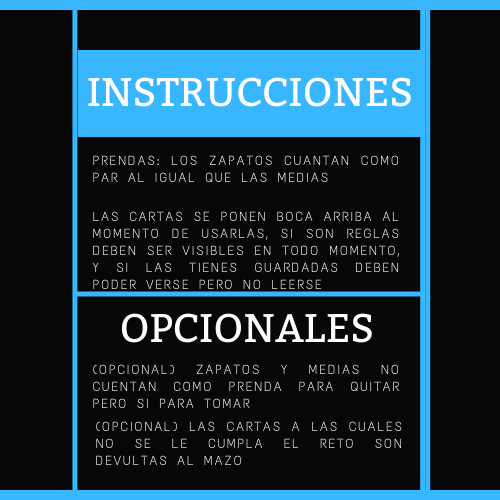 INSTRUCCIONES
PRENDAS: LOS ZAPATOS CUANTAN COMO
PAR AL IGUAL QUE LAS MEDIAS
LAS CARTAS SE PONEN BOCA ARRIBA AL
MOMENTO DE USARLAS, SI SON REGLAS
DEBEN SER VISIBLES EN TODO MOMENTO,
Y SI LAS TIENES GUARDADAS DEBEN
PODER VERSE PERO NO LEERSE
OPCIONALES
(OPCIONAL) ZAPATOS Y MEDIAS NO
CUENTAN COMO PRENDA PARA QUITAR
PERO SI PARA TOMAR
(OPCIONAL) LAS CARTAS A LAS CUALES
NO SE LE CUMPLA EL RETO SON
DEVULTAS AL MAZO